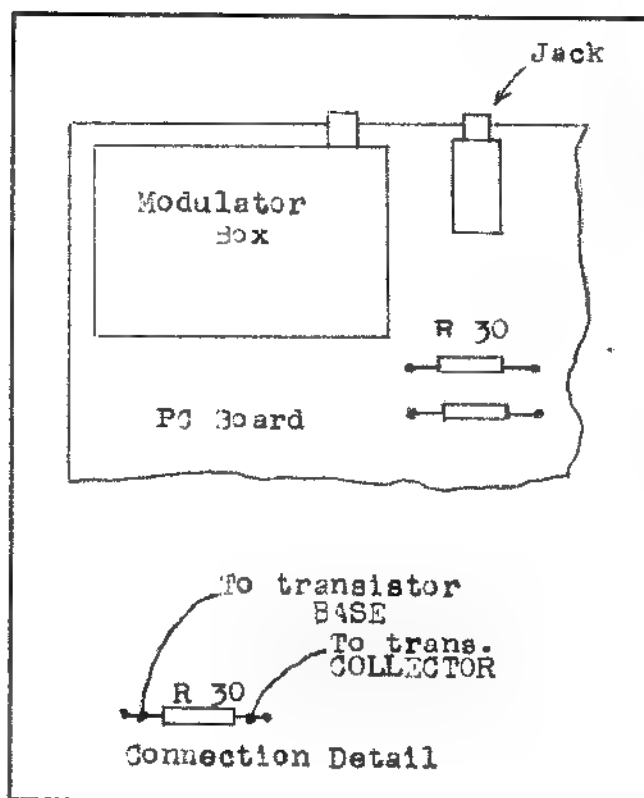 Jack
Modulator
Box
R 30
PC Board
To transistor
BASE
To trans.
COLLECTOR
R 30
Connection Detail